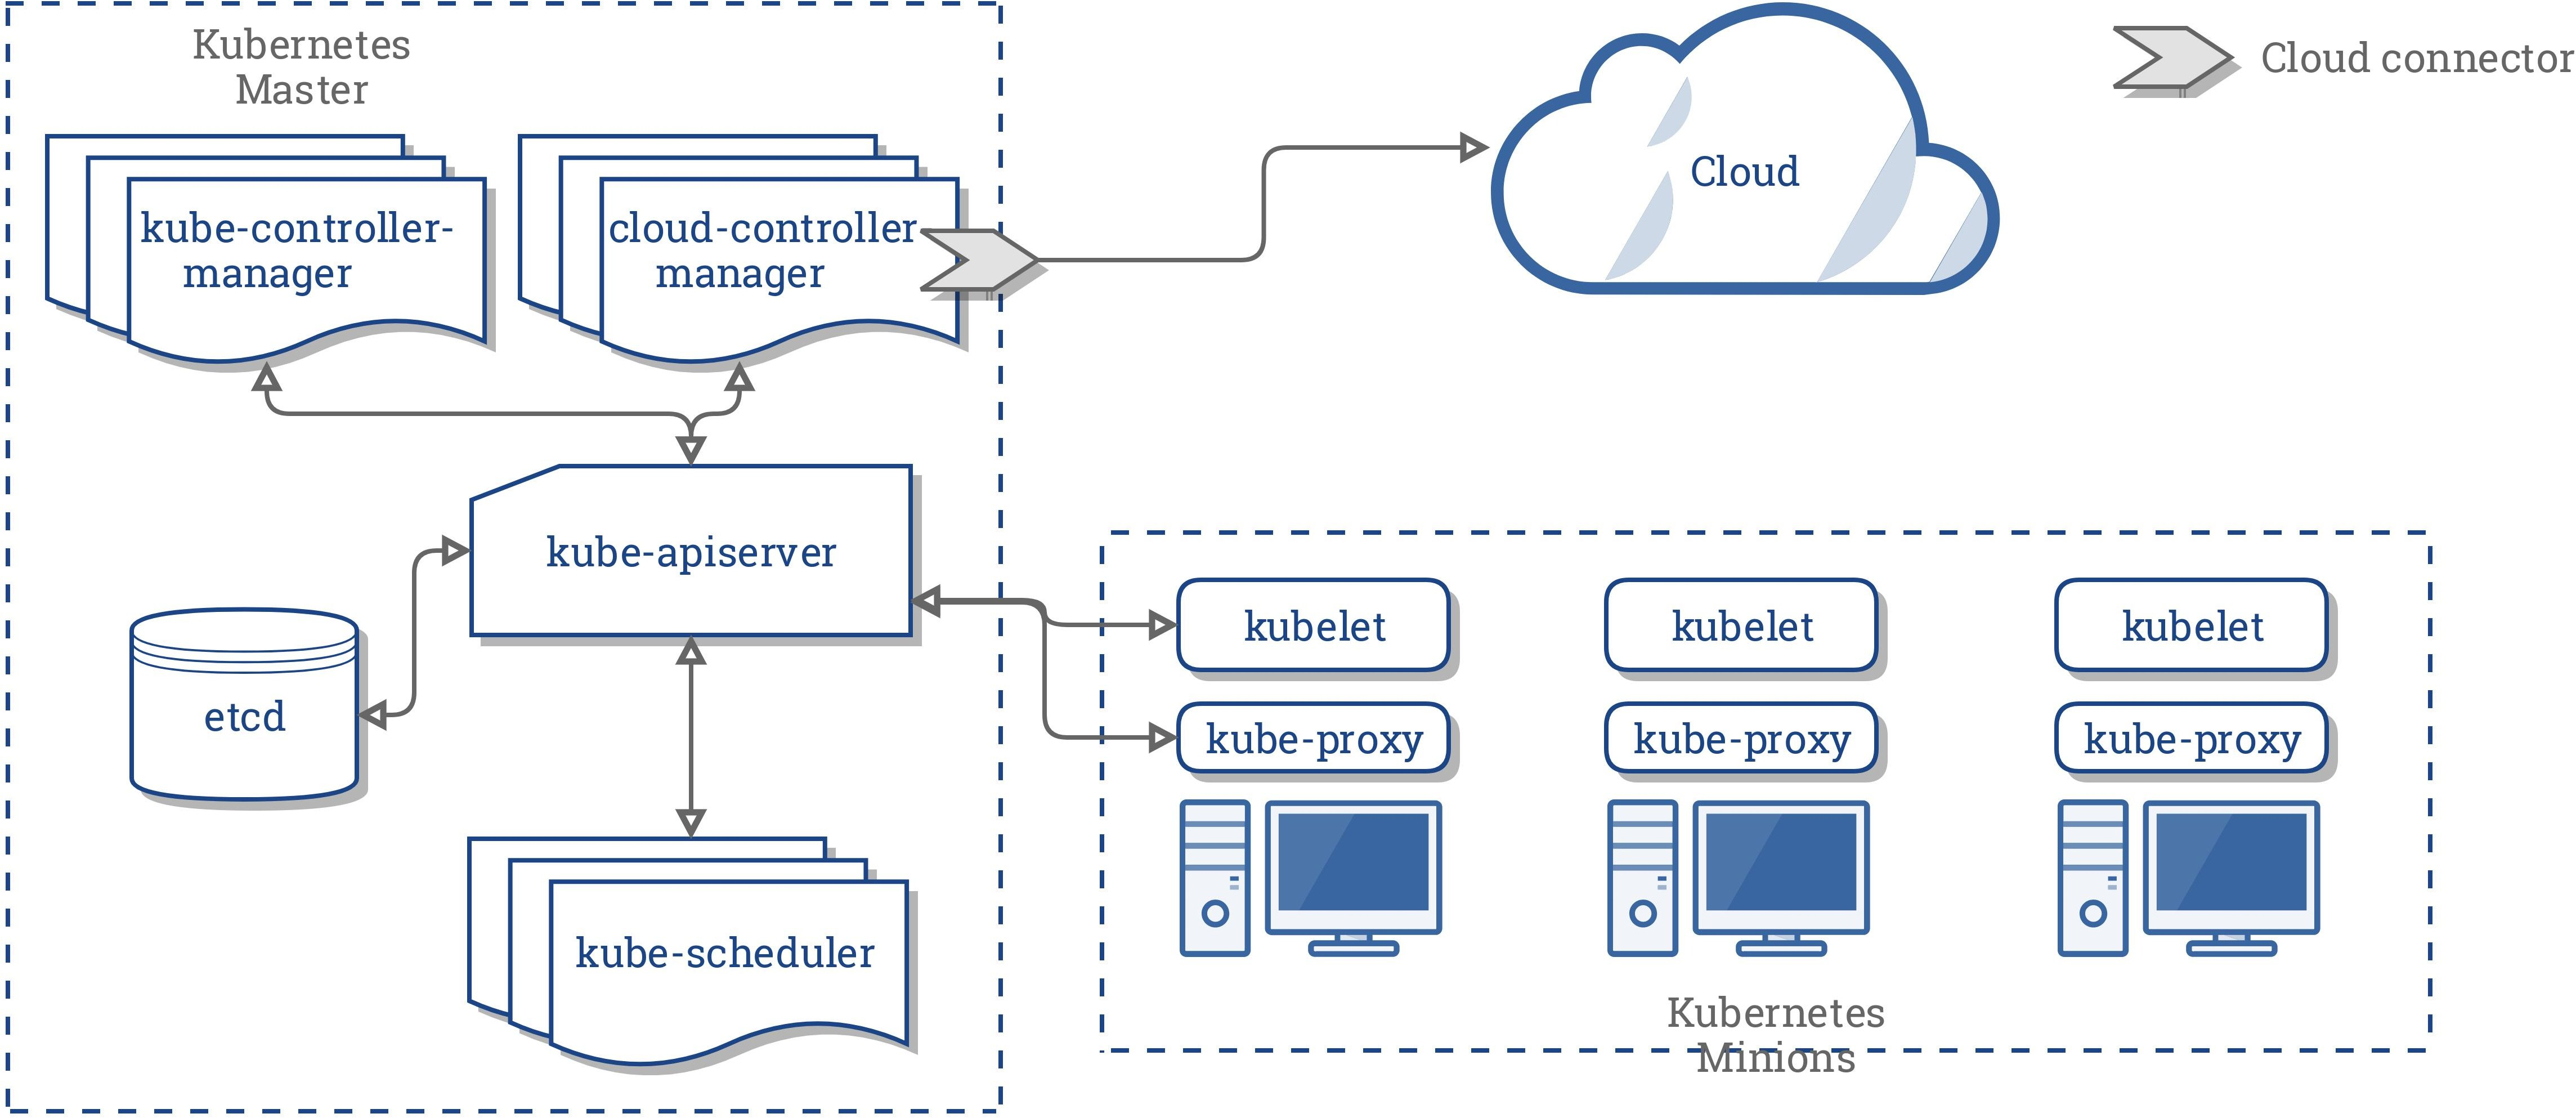 Kubernetes
Master
Cloud connector
kube-controller-
manager
cloud-controller
manager
Cloud
kube-apiserver
etcd
kube-scheduler
kubelet
kubelet
kubelet
kube-proxy
kube-proxy
kube-proxy
Kubernetes
Minions